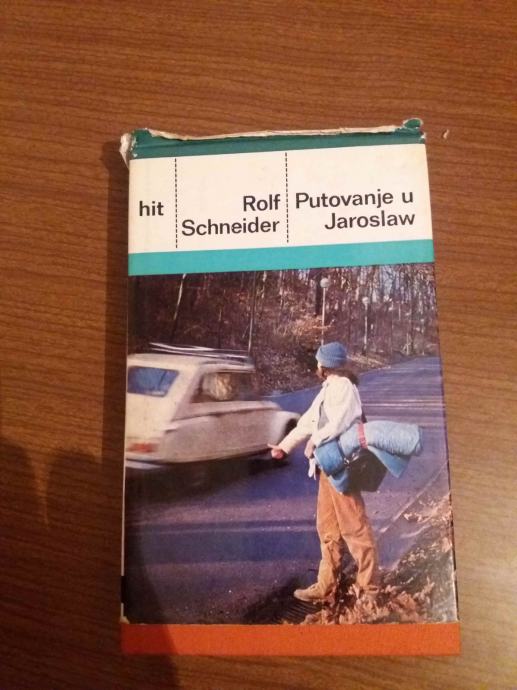 hit
Rolf
Schneider
Putovanje u
Jaroslaw